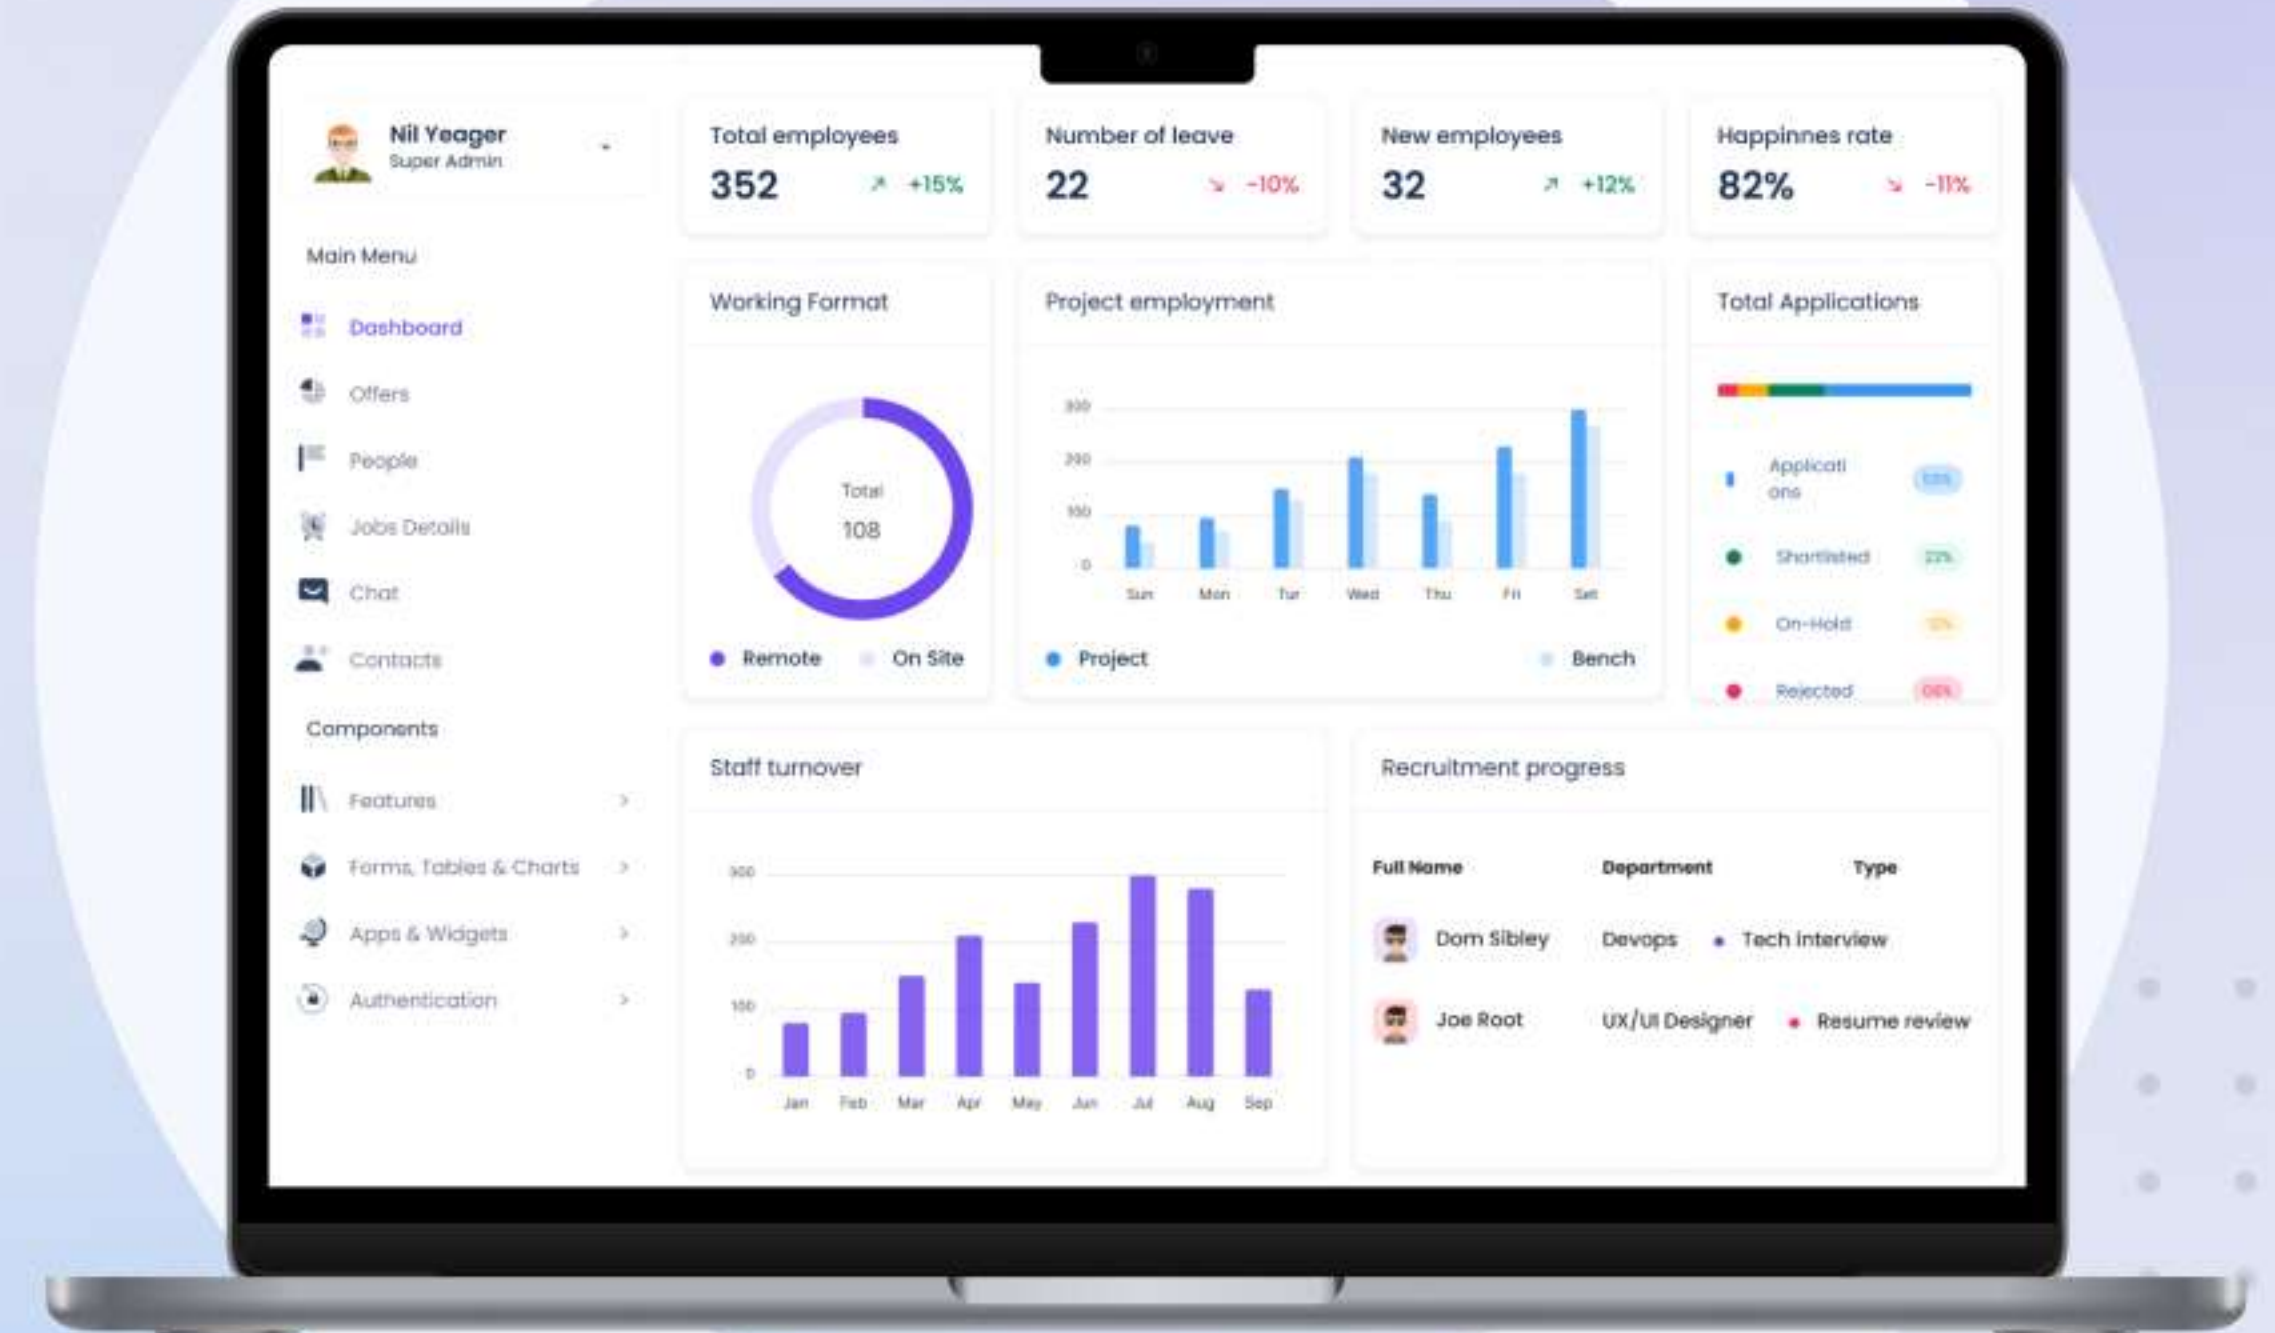 Nil Yeager
Super Admin
Main Menu
Dashboard
Offers
People
Jobs Details
Chat
Contacts
Components
Features
Forms, Tables & Charts
Apps & Widgets
Authentication
Total employees
352 +15%
Number of leave
22 -10%
New employees
32 +12%
Happinnes rate
82% -11%
Working Format
Total
108
Remote On Site
Project employment
300
200
100
0
Sun Mon Tur Wed Thu Fri Sat
Project Bench
Total Applications
Applicati
ons
Shortlisted 22%
On-Hold
Rejected
Staff turnover
300
200
100
0
Jan Feb Mar Apr May Jun Jul Aug Sep
Recruitment progress
Full Name Department Type
Dom Sibley Devops Tech Interview
Joe Root UX/UI Designer Resume review